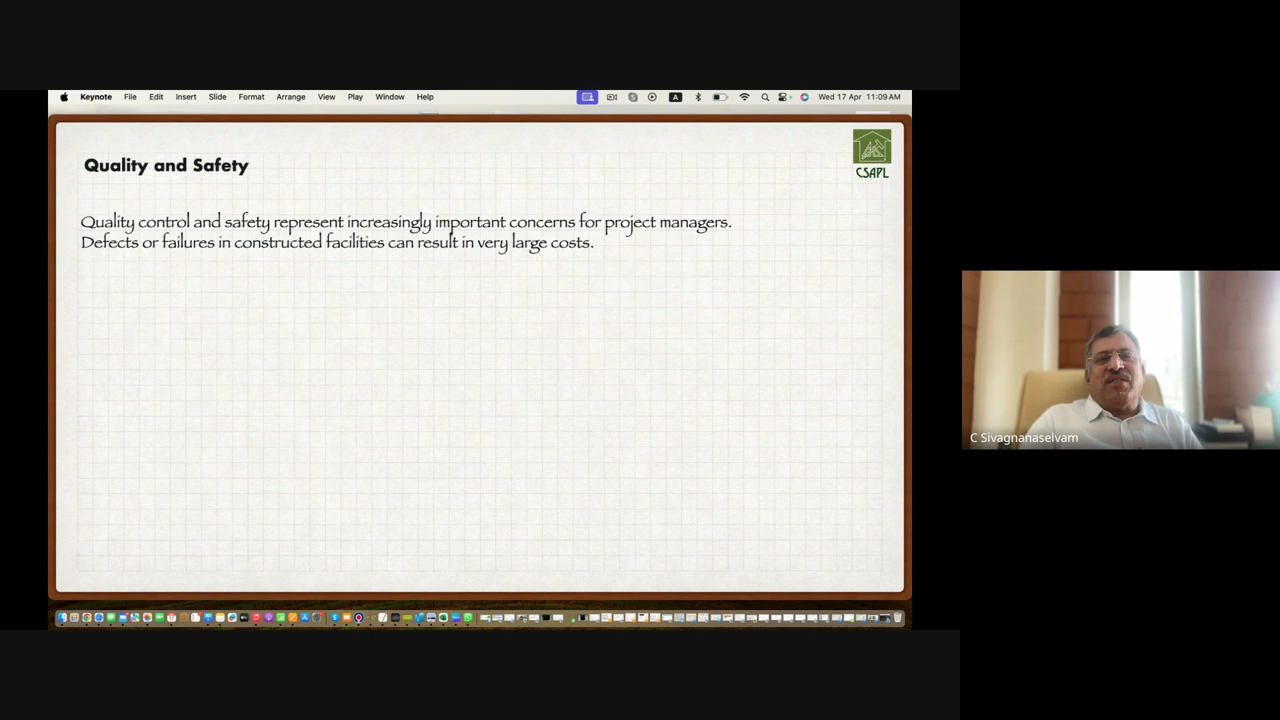 Keynote File Edit Insert Slide Format Arrange View Play Window Help A Wed 17 Apr 11:09 AM
CSAPL
Quality and Safety
Quality control and safety represent increasingly important concerns for project managers.
Defects or failures in constructed facilities can result in very large costs.
C Sivagnanaselvam